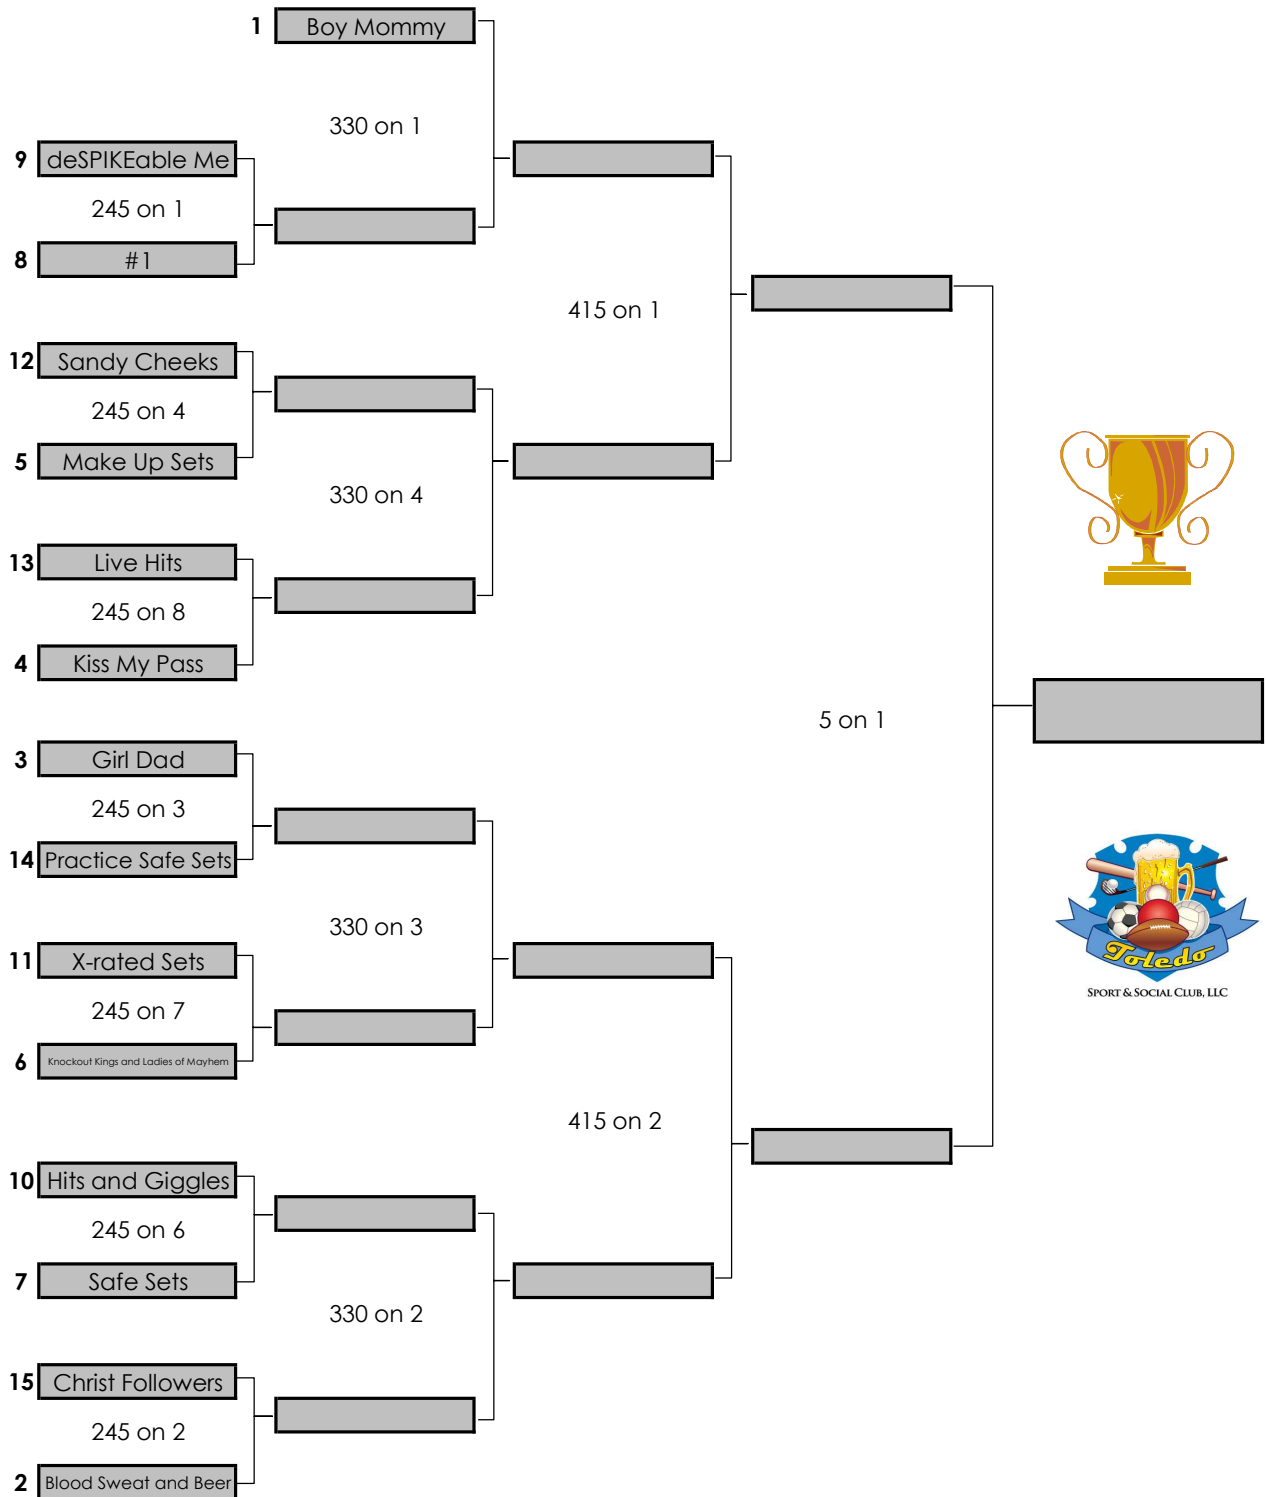 1 Boy Mommy
330 on 1
9 deSPIKEable Me
245 on 1
8 #1
415 on 1
12 Sandy Cheeks
245 on 4
5 Make Up Sets
330 on 4
13 Live Hits
245 on 8
4 Kiss My Pass
5 on 1
3 Girl Dad
245 on 3
14 Practice Safe Sets
330 on 3
11 X-rated Sets
245 on 7
6 Knockout Kings and Ladies of Mayhem
Toledo
SPORT & SOCIAL CLUB, LLC
415 on 2
10 Hits and Giggles
245 on 6
7 Safe Sets
330 on 2
15 Christ Followers
245 on 2
2 Blood Sweat and Beer